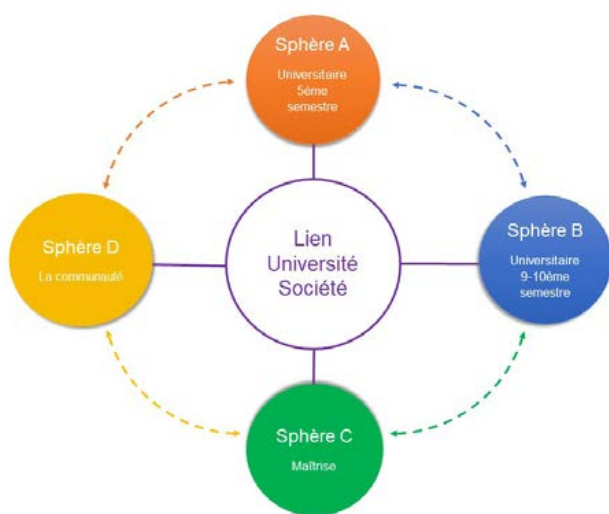 Sphère A
Universitaire
5ème
semestre
Sphère D
La communauté
Lien
Université
Société
Sphère B
Universitaire
9-10ème
semestre
Sphère C
Maîtrise